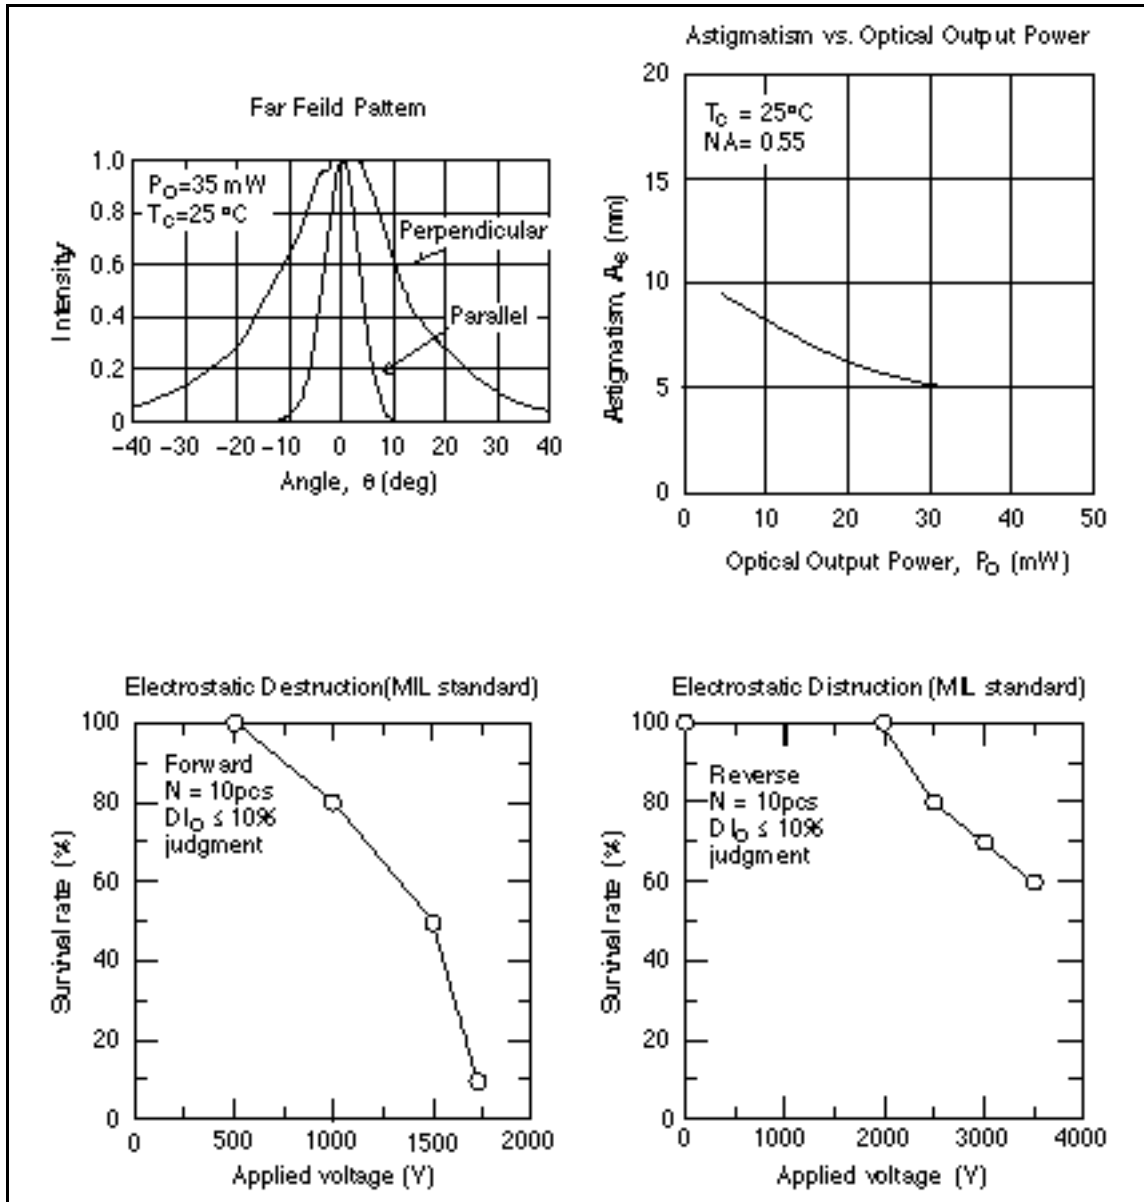 Far Feild Pattem
1.0
0.8
0.6
0.4
0.2
0
Intensity
PO=35 mW
TC=25 °C
Perpendicular
Parallel
−40 −30 −20 −10 0 10 20 30 40
Angle, θ (deg)
Astigmatism vs. Optical Output Power
20
15
10
5
0
Astigmatism, As (nm)
TC = 25°C
NA= 0.55
0 10 20 30 40 50
Optical Output Power, PO (mW)
Electrostatic Destruction(MIL standard)
100
80
60
40
20
0
Survival rate (%)
Forward
N = 10pcs
DIO ≤ 10%
judgment
0 500 1000 1500 2000
Applied voltage (Y)
Electrostatic Distruction (MIL standard)
100
80
60
40
20
0
Survival rate (%)
Reverse
N = 10pcs
DIO ≤ 10%
judgment
0 1000 2000 3000 4000
Applied voltage (Y)